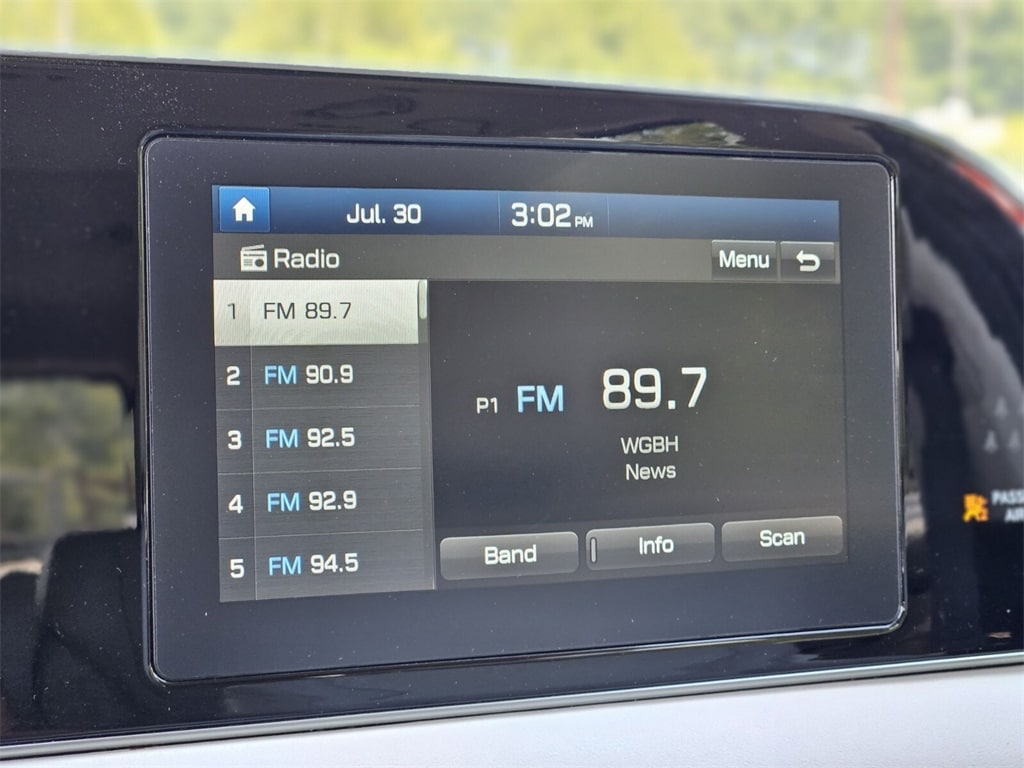 Jul. 30 3:02 PM
Radio Menu
1 FM 89.7
2 FM 90.9
3 FM 92.5
4 FM 92.9
5 FM 94.5
P1 FM 89.7
WGBH
News
Band Info Scan